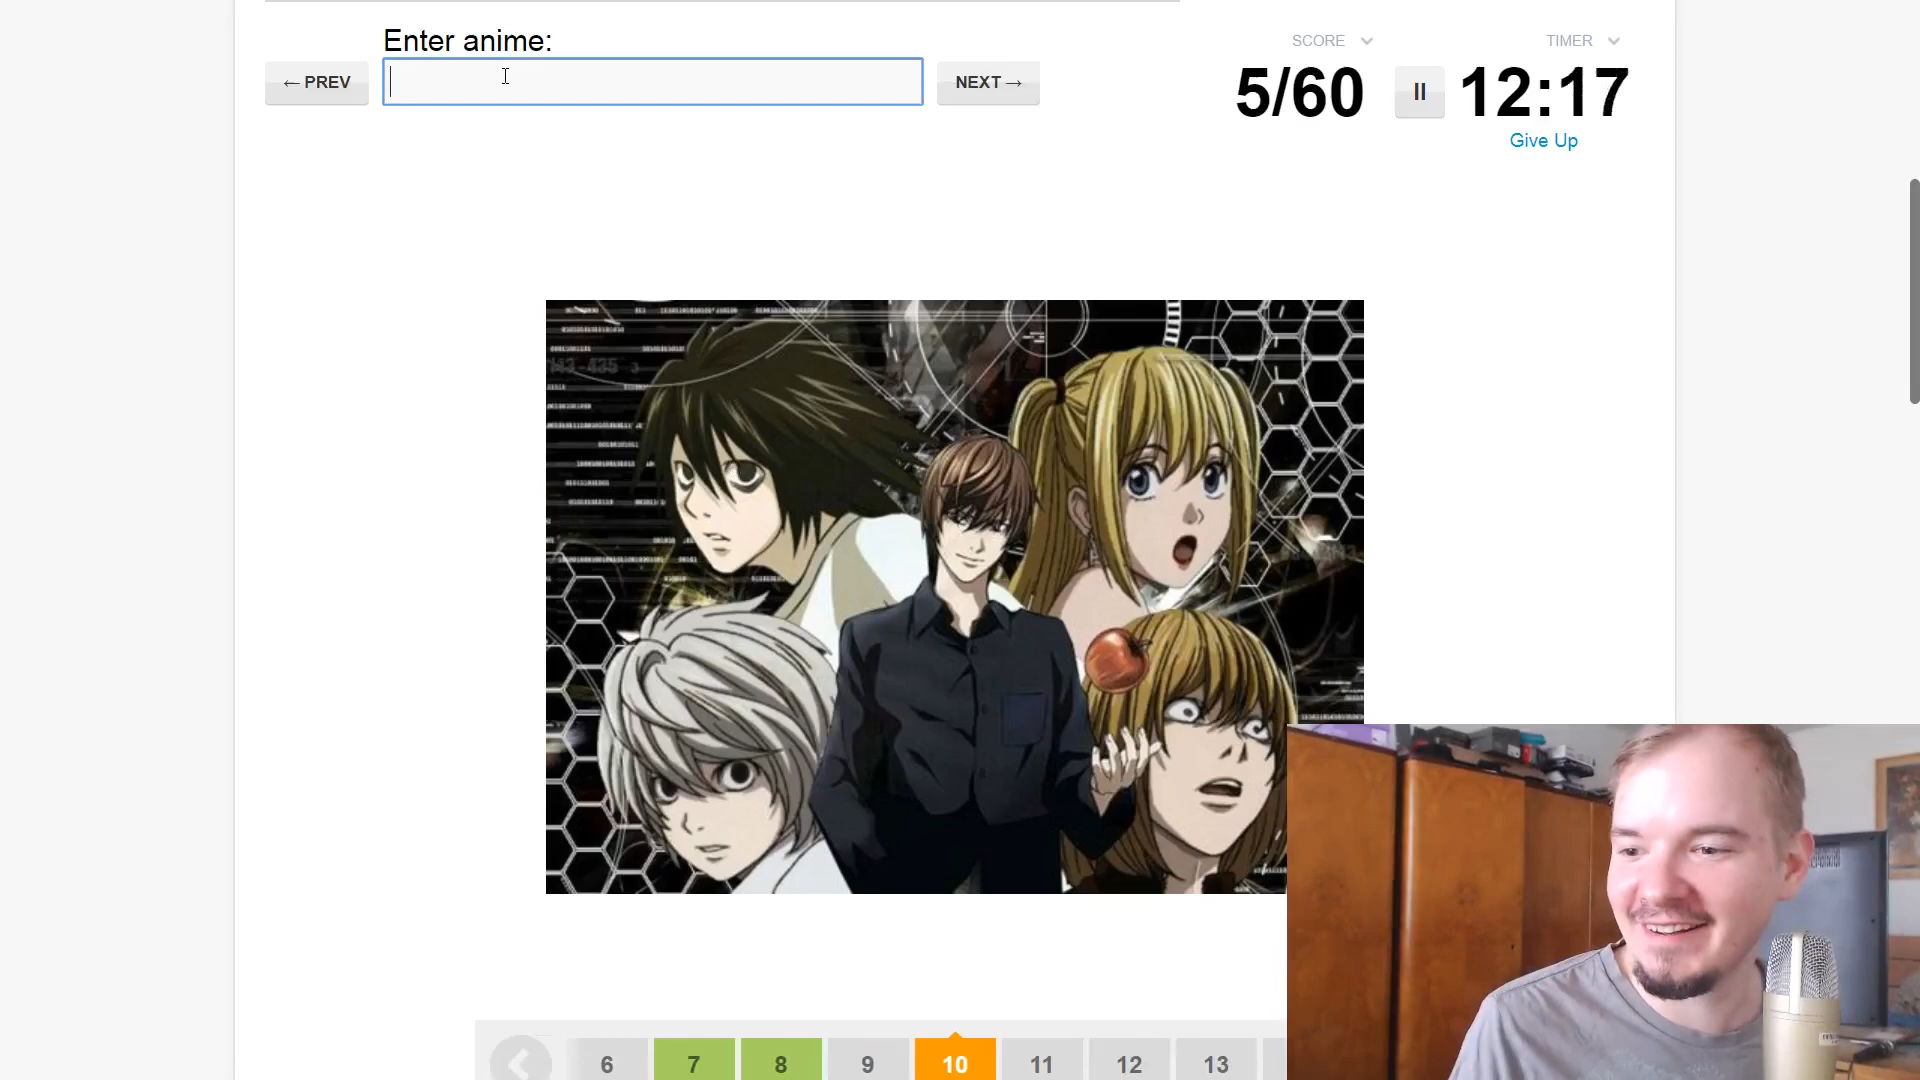 Enter anime:
SCORE
TIMER
← PREV
NEXT →
5/60
12:17
Give Up
6
7
8
9
10
11
12
13